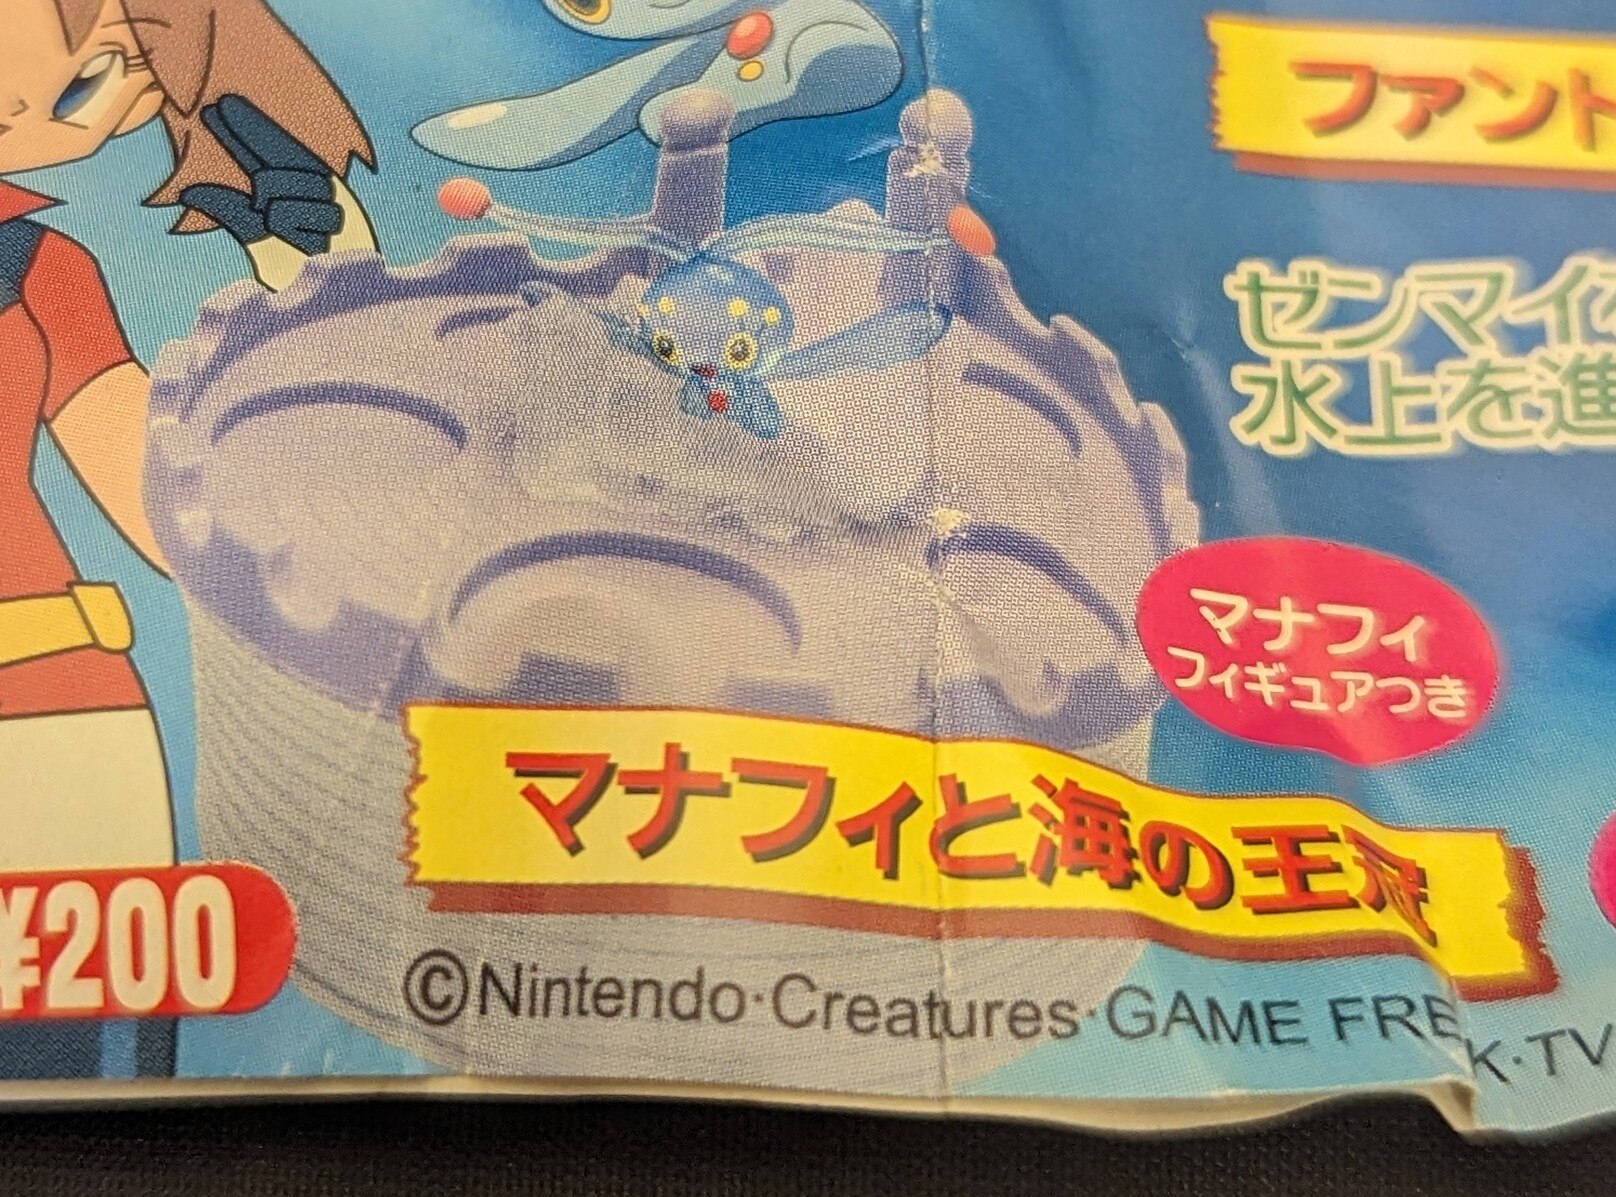 ファント
ゼンマイ
水上を進
マナフィ
フィギュアつき
マナフィと海の王冠
¥200
©Nintendo・Creatures・GAME FRE K・TV